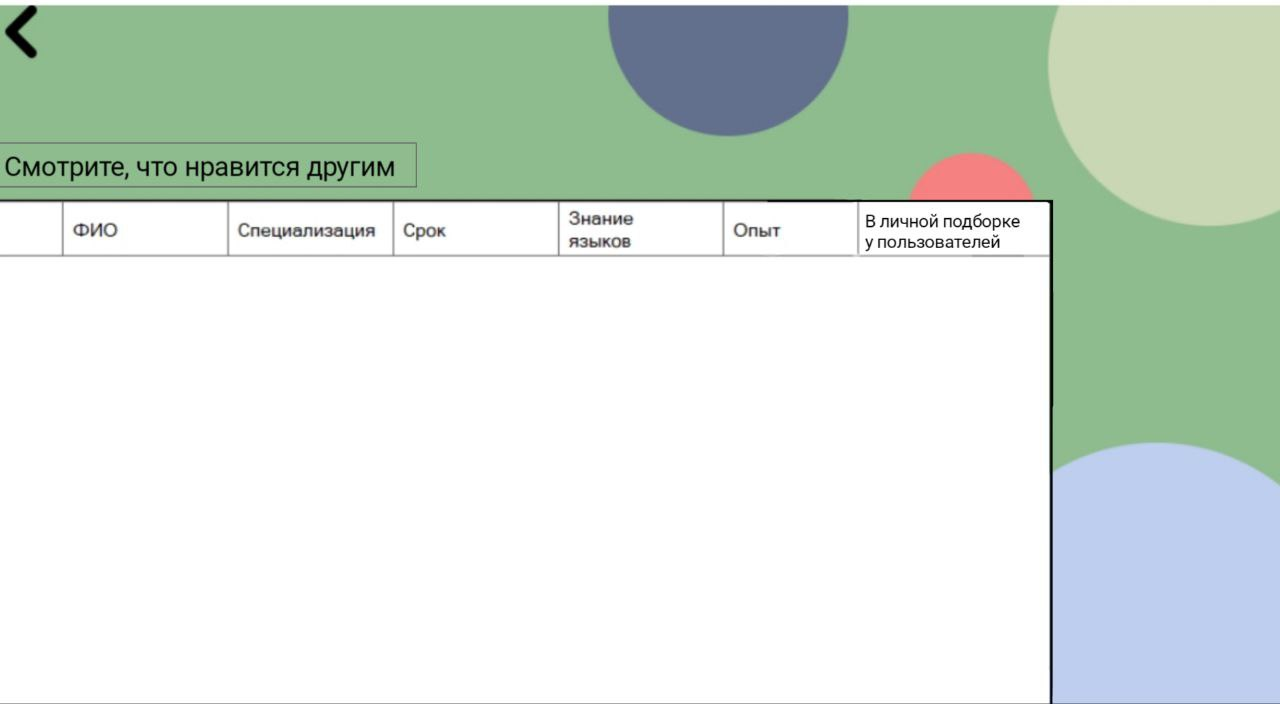 Смотрите, что нравится другим
ФИО
Специализация
Срок
Знание
языков
Опыт
В личной подборке
у пользователей